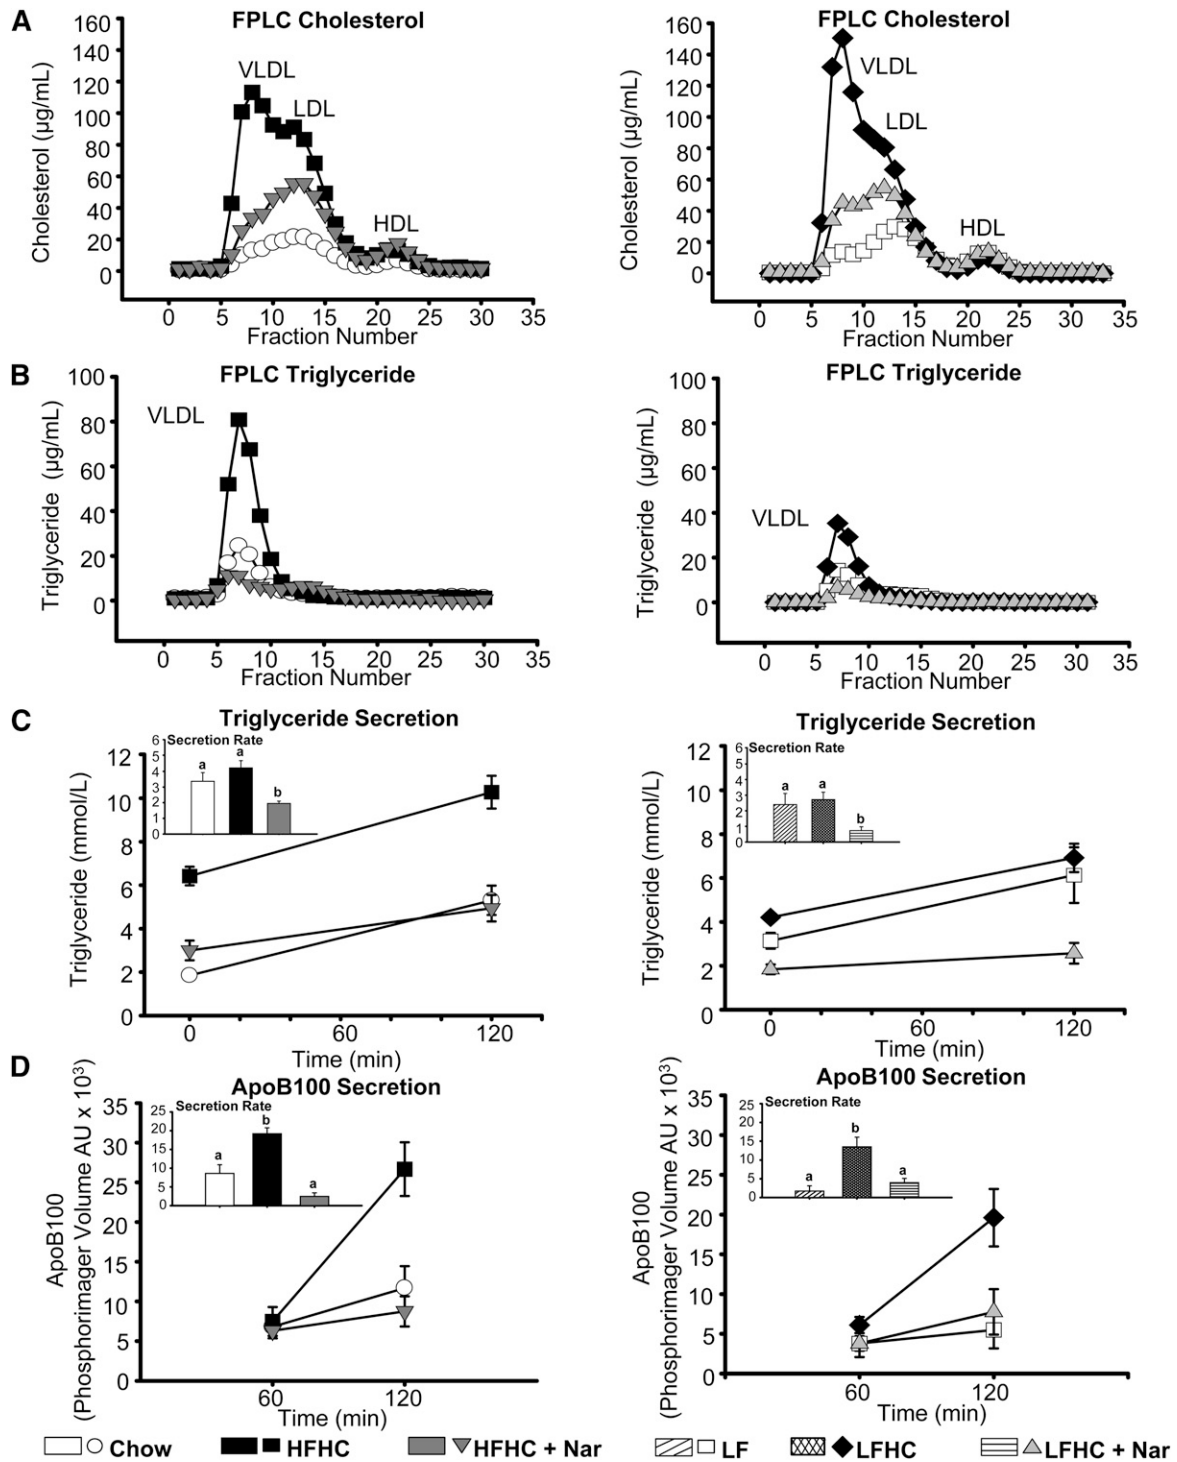 A
FPLC Cholesterol
Cholesterol (µg/mL)
160
140
120
100
80
60
40
20
0
VLDL
LDL
HDL
0 5 10 15 20 25 30 35
Fraction Number
FPLC Cholesterol
Cholesterol (µg/mL)
160
140
120
100
80
60
40
20
0
VLDL
LDL
HDL
0 5 10 15 20 25 30 35
Fraction Number
B
FPLC Triglyceride
Triglyceride (µg/mL)
100
80
60
40
20
0
VLDL
0 5 10 15 20 25 30 35
Fraction Number
FPLC Triglyceride
Triglyceride (µg/mL)
100
80
60
40
20
0
VLDL
0 5 10 15 20 25 30 35
Fraction Number
C
Triglyceride Secretion
Triglyceride (mmol/L)
12
10
8
6
4
2
0
Secretion Rate
6
5
4
3
2
1
0
a a b
0 60 120
Time (min)
Triglyceride Secretion
Triglyceride (mmol/L)
12
10
8
6
4
2
0
Secretion Rate
6
5
4
3
2
1
0
a a b
0 60 120
Time (min)
D
ApoB100 Secretion
ApoB100
(Phosphorimager Volume AU x 10³)
35
30
25
20
15
10
5
0
Secretion Rate
25
20
15
10
5
0
a b a
60 120
Time (min)
ApoB100 Secretion
ApoB100
(Phosphorimager Volume AU x 10³)
35
30
25
20
15
10
5
0
Secretion Rate
25
20
15
10
5
0
a b a
60 120
Time (min)
Chow HFHC HFHC + Nar LF LFHC LFHC + Nar